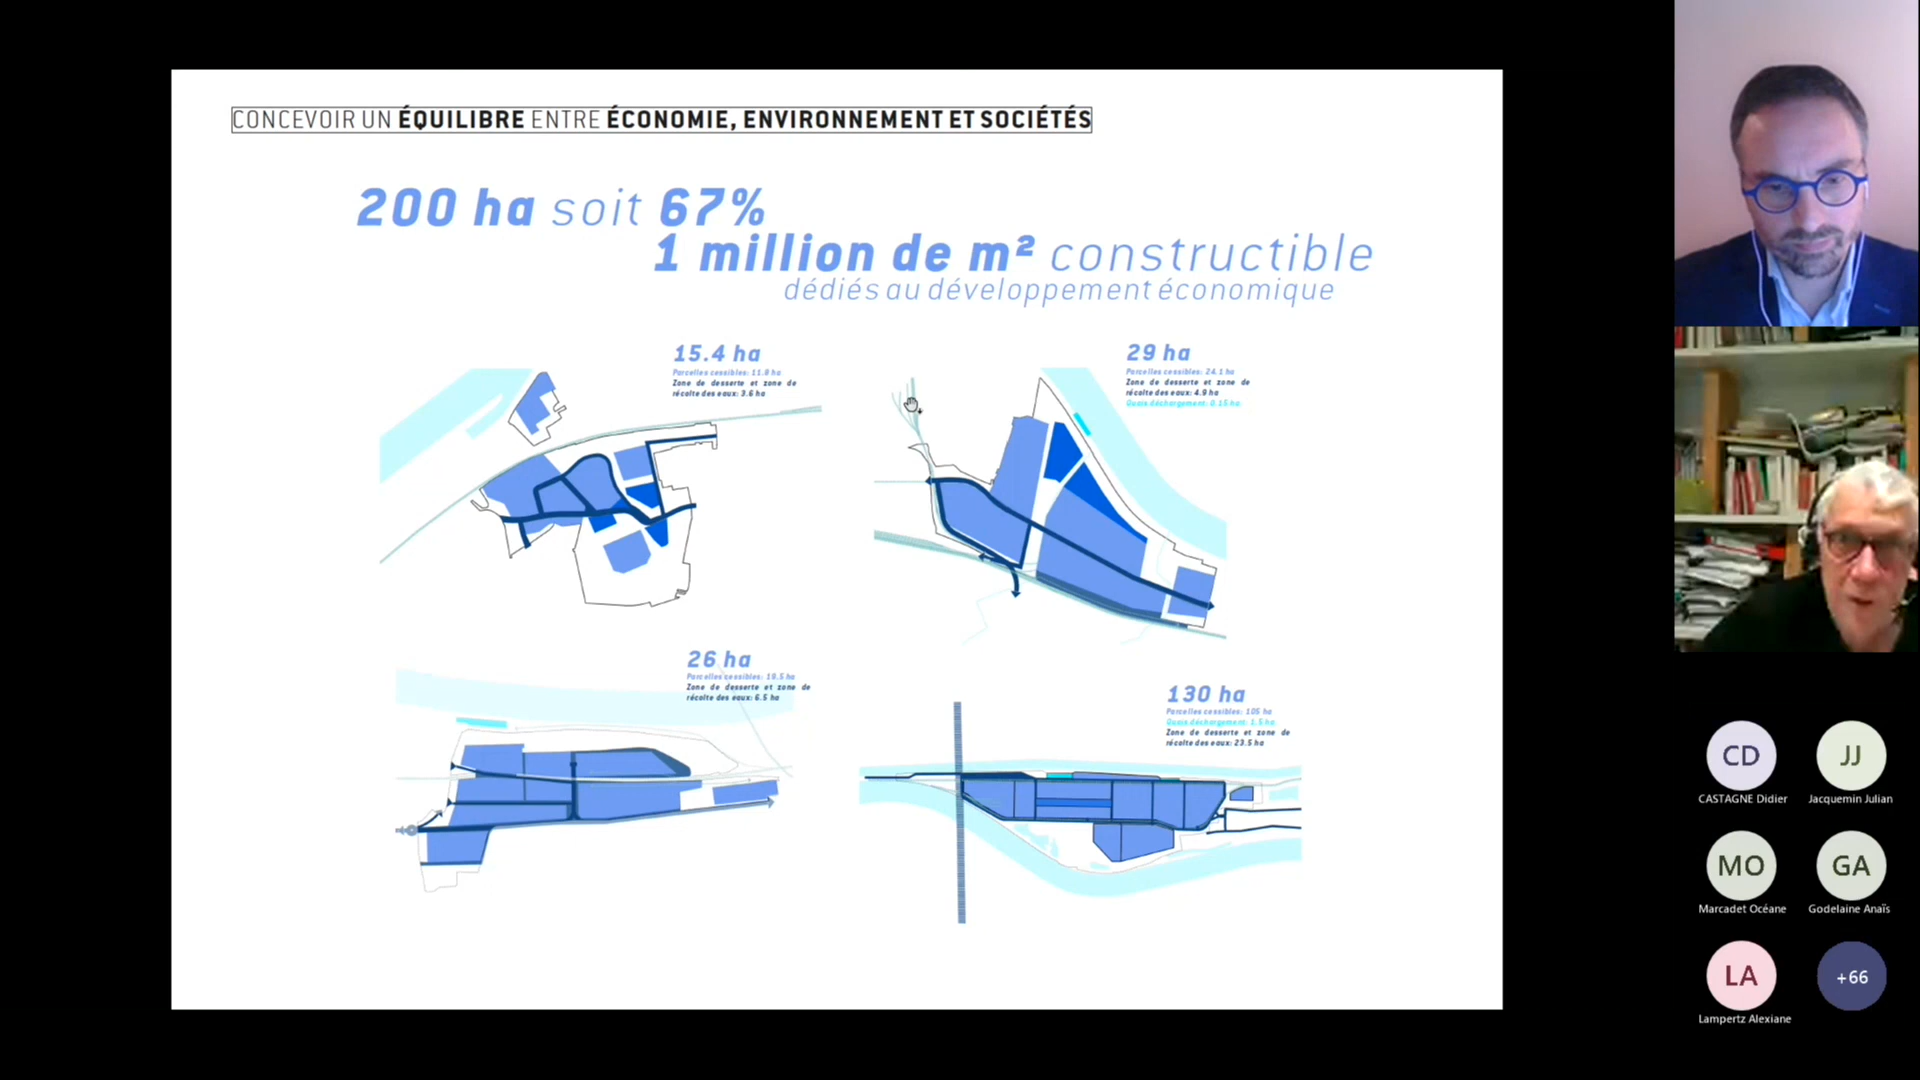 CONCEVOIR UN ÉQUILIBRE ENTRE ÉCONOMIE, ENVIRONNEMENT ET SOCIÉTÉS
200 ha soit 67%
1 million de m² constructible
dédiés au développement économique
15.4 ha
Parcelles cessibles: 11.8 ha
Zone de desserte et zone de
récolte des eaux: 3.6 ha
29 ha
Parcelles cessibles: 24.1 ha
Zone de desserte et zone de
récolte des eaux: 4.9 ha
Quais déchargement: 0.15 ha
26 ha
Parcelles cessibles: 19.5 ha
Zone de desserte et zone de
récolte des eaux: 6.5 ha
130 ha
Parcelles cessibles: 105 ha
Quais déchargement: 1.5 ha
Zone de desserte et zone de
récolte des eaux: 23.5 ha
CD
CASTAGNE Didier
JJ
Jacquemin Julian
MO
Marcadet Océane
GA
Godelaine Anaïs
LA
Lampertz Alexiane
+66